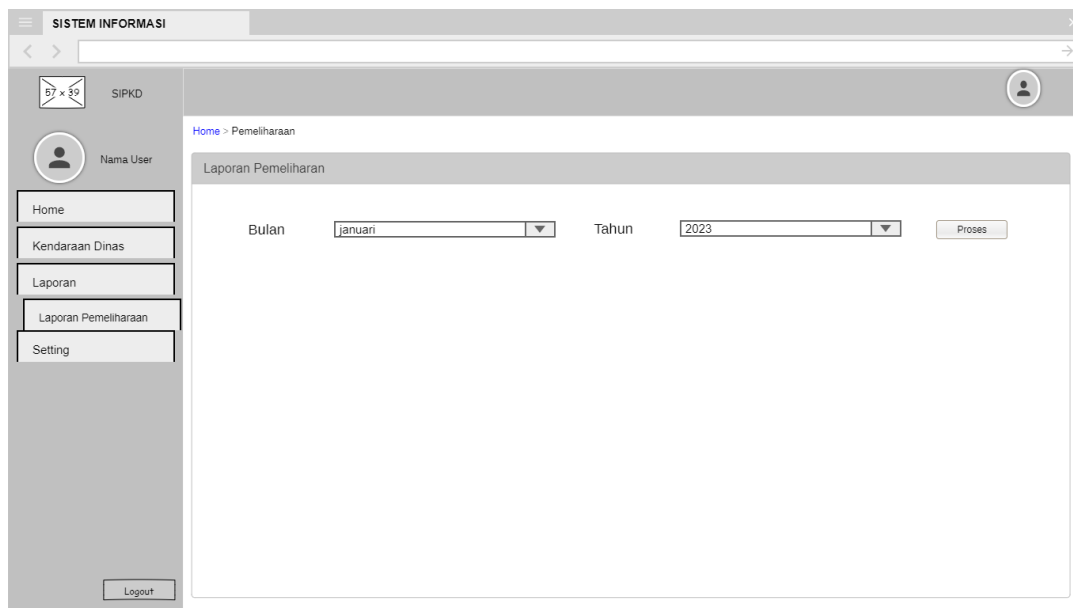 SISTEM INFORMASI
57 x 39
SIPKD
Home > Pemeliharaan
Nama User
Laporan Pemeliharan
Home
Kendaraan Dinas
Laporan
Laporan Pemeliharaan
Setting
Bulan januari Tahun 2023 Proses
Logout